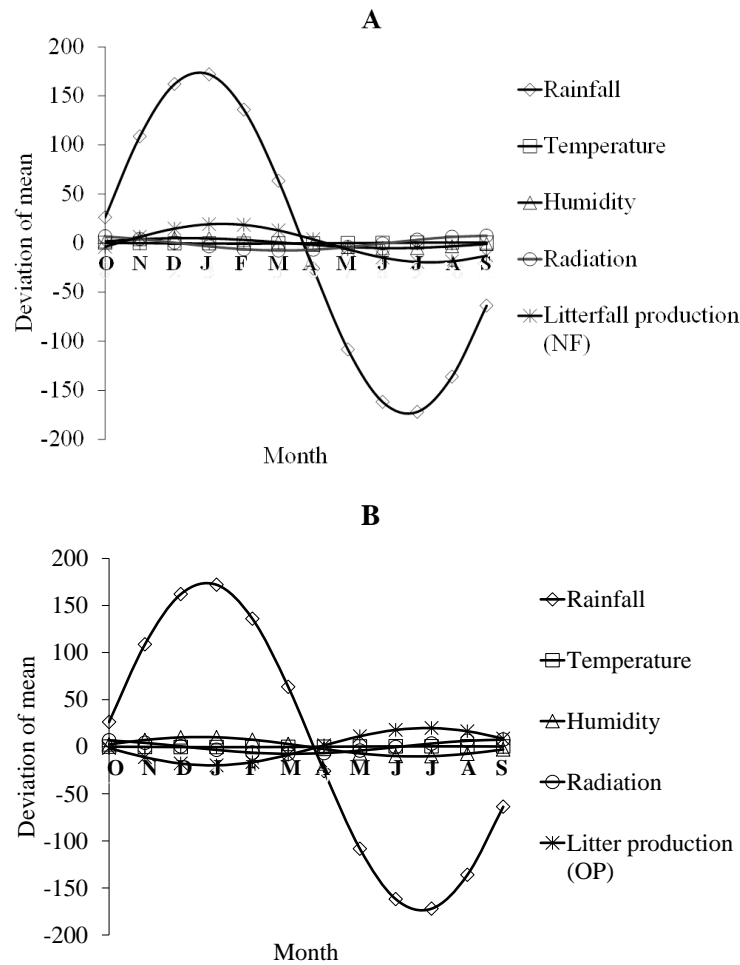 A
200
150
100
50
0
-50
-100
-150
-200
Deviation of mean
O N D J F M A M J J A S
Month
Rainfall
Temperature
Humidity
Radiation
Litterfall production
(NF)
B
200
150
100
50
0
-50
-100
-150
-200
Deviation of mean
O N D J F M A M J J A S
Month
Rainfall
Temperature
Humidity
Radiation
Litter production
(OP)